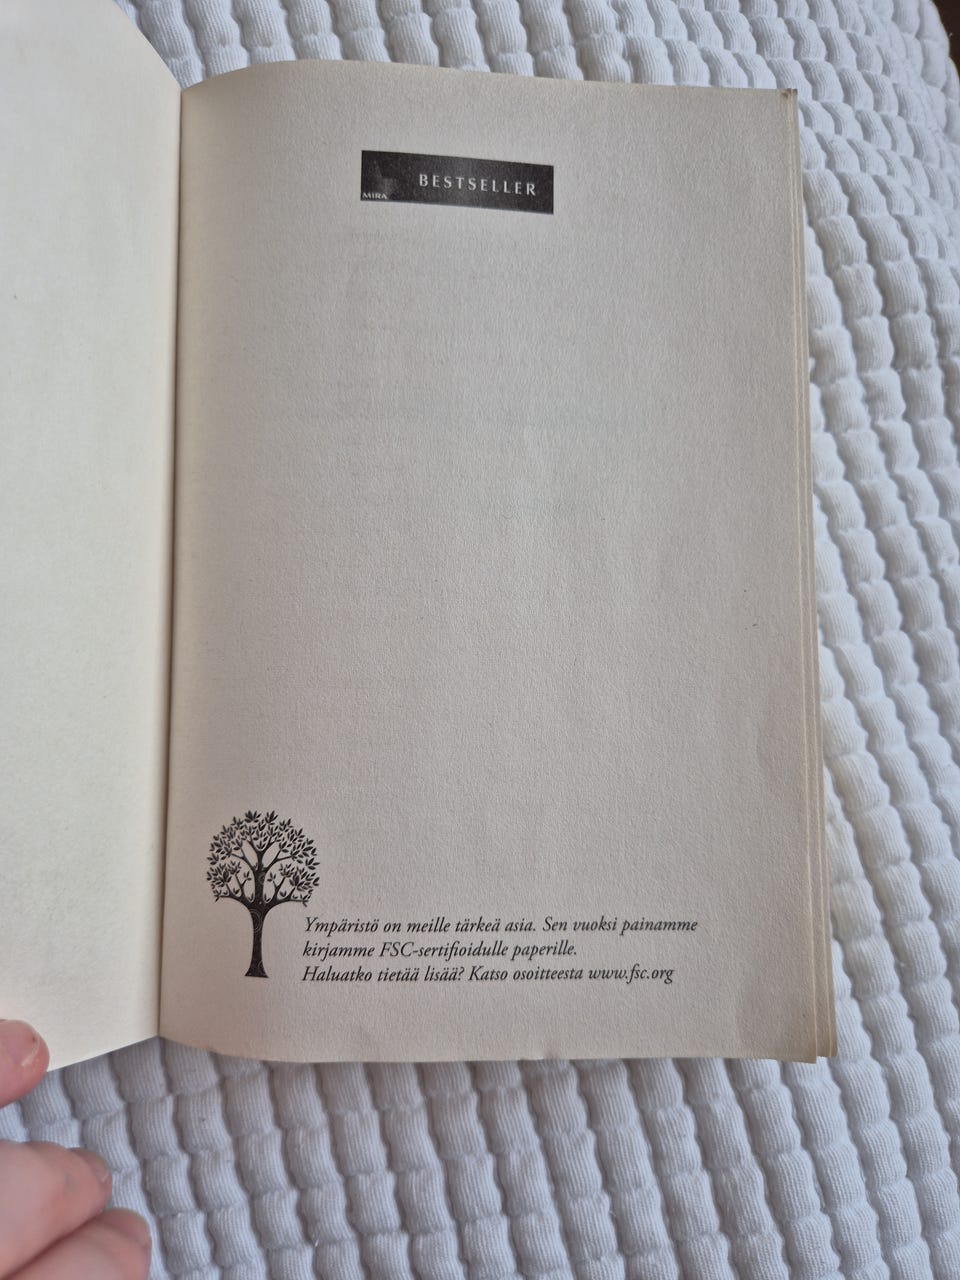 MIRA BESTSELLER
Ympäristö on meille tärkeä asia. Sen vuoksi painamme
kirjamme FSC-sertifioidulle paperille.
Haluatko tietää lisää? Katso osoitteesta www.fsc.org